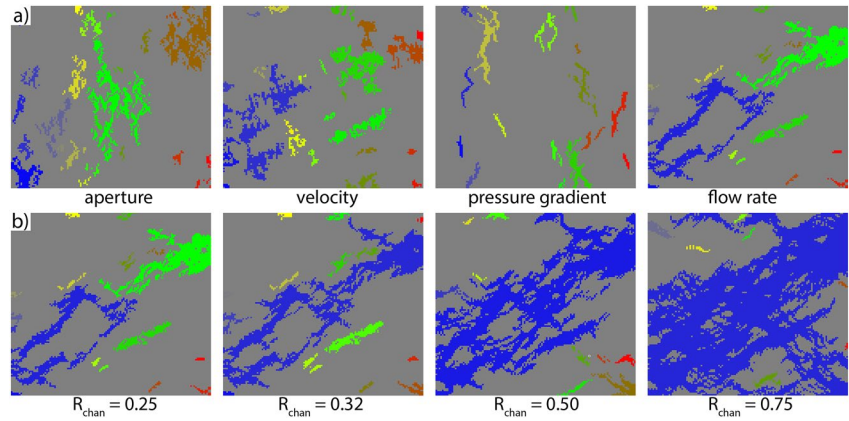 a)
aperture velocity pressure gradient flow rate
b)
R_chan = 0.25 R_chan = 0.32 R_chan = 0.50 R_chan = 0.75